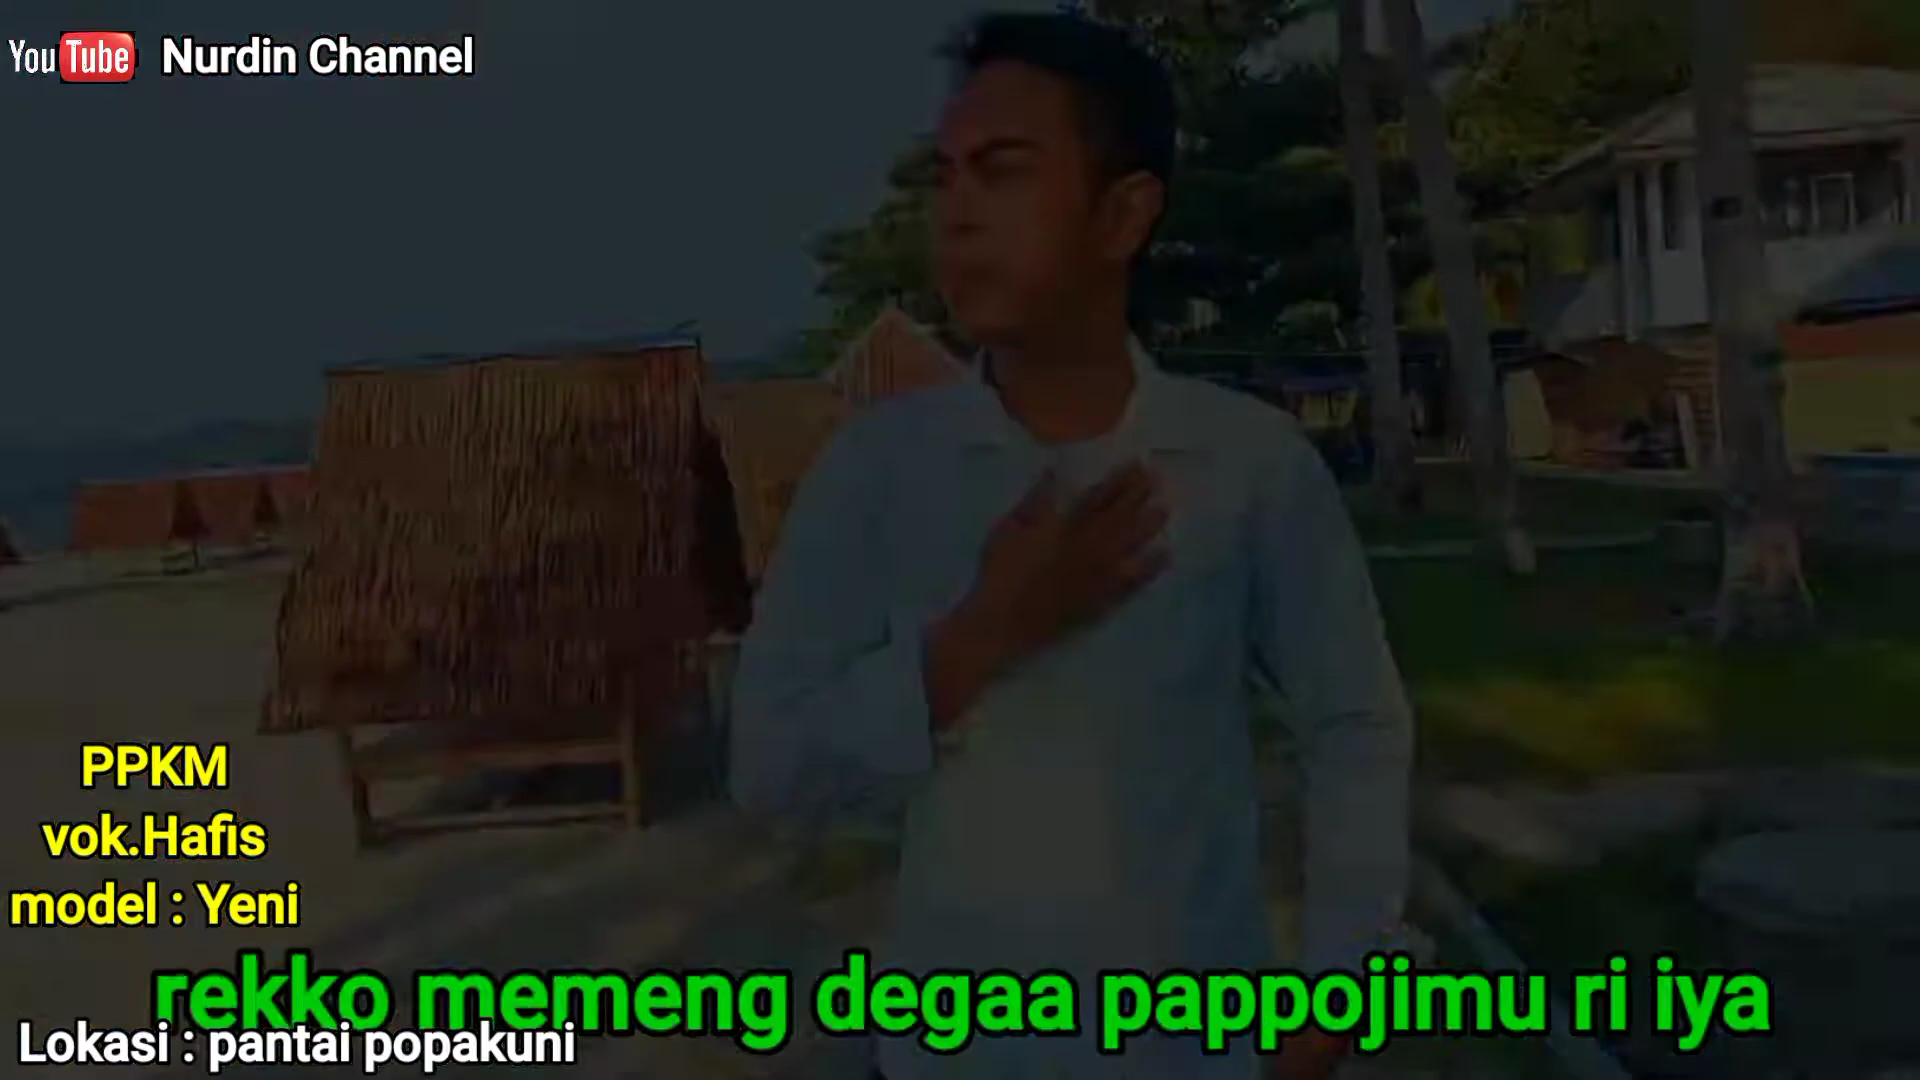 YouTube Nurdin Channel
PPKM
vok.Hafis
model : Yeni
rekko memeng degaa pappojimu ri iya
Lokasi : pantai popakuni